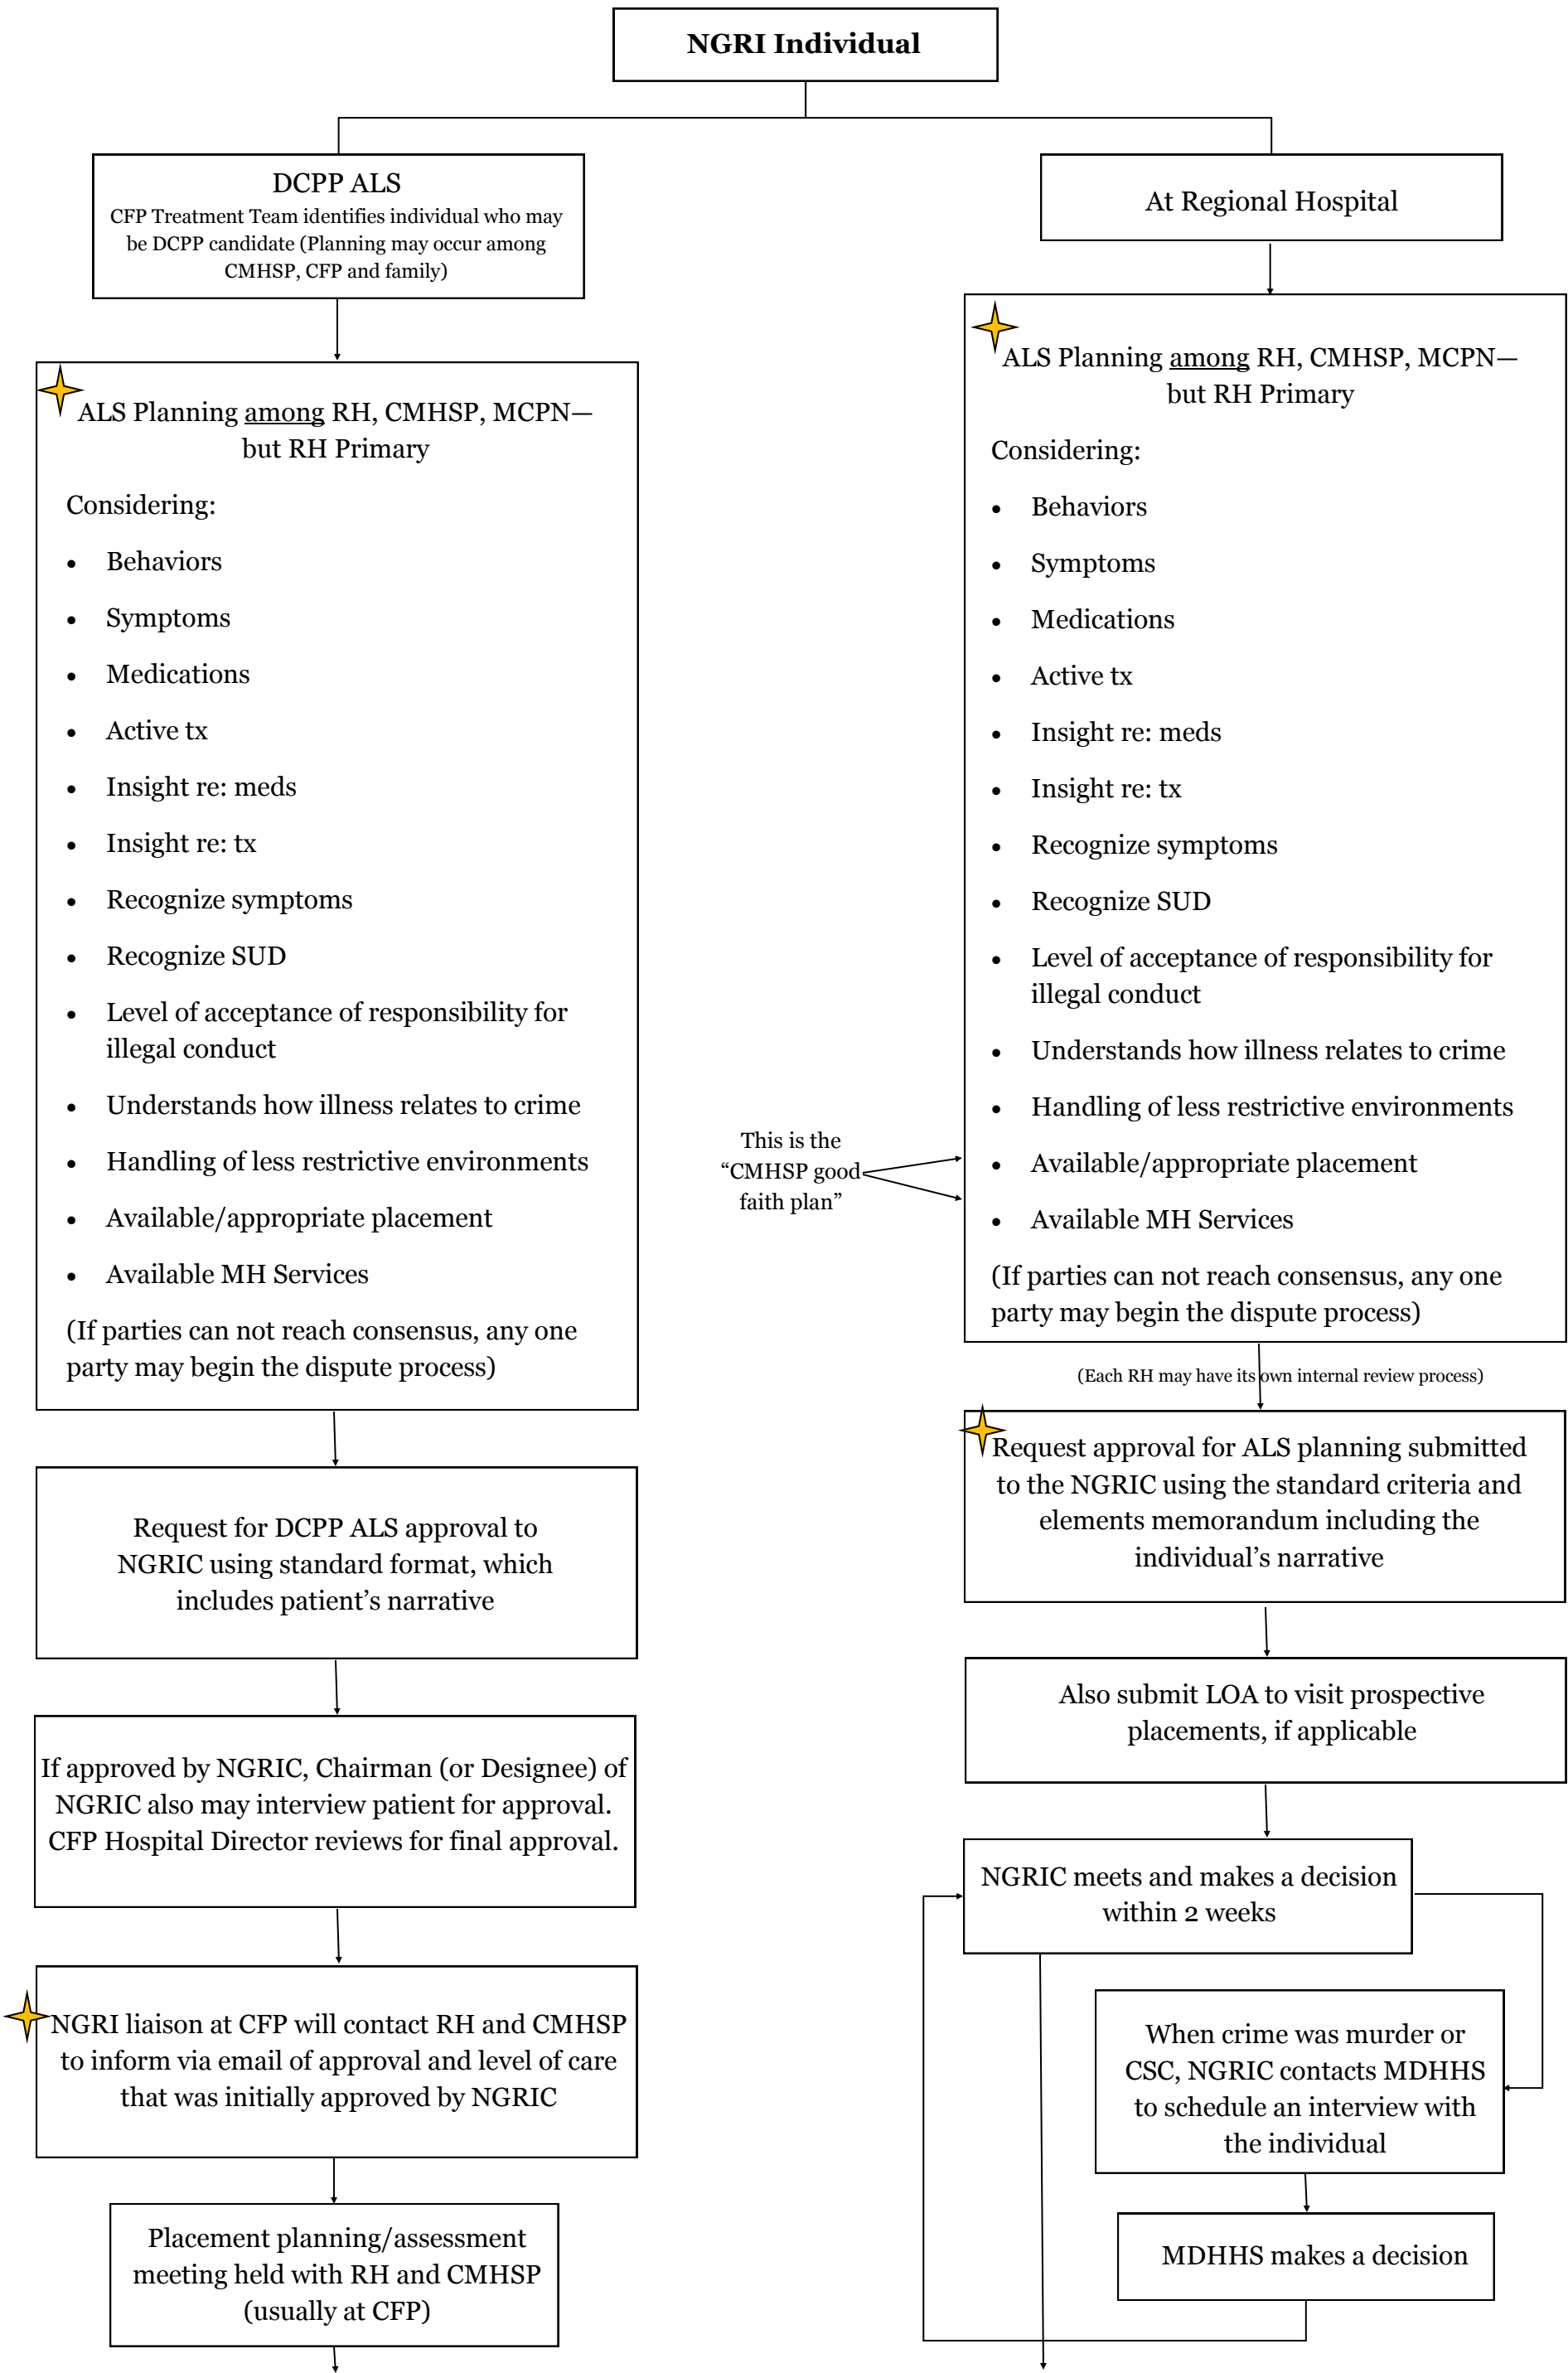 NGRI Individual
DCPP ALS
CFP Treatment Team identifies individual who may
be DCPP candidate (Planning may occur among
CMHSP, CFP and family)
ALS Planning among RH, CMHSP, MCPN—
but RH Primary
Considering:
• Behaviors
• Symptoms
• Medications
• Active tx
• Insight re: meds
• Insight re: tx
• Recognize symptoms
• Recognize SUD
• Level of acceptance of responsibility for
illegal conduct
• Understands how illness relates to crime
• Handling of less restrictive environments
• Available/appropriate placement
• Available MH Services
(If parties can not reach consensus, any one
party may begin the dispute process)
Request for DCPP ALS approval to
NGRIC using standard format, which
includes patient’s narrative
If approved by NGRIC, Chairman (or Designee) of
NGRIC also may interview patient for approval.
CFP Hospital Director reviews for final approval.
NGRI liaison at CFP will contact RH and CMHSP
to inform via email of approval and level of care
that was initially approved by NGRIC
Placement planning/assessment
meeting held with RH and CMHSP
(usually at CFP)
At Regional Hospital
ALS Planning among RH, CMHSP, MCPN—
but RH Primary
Considering:
• Behaviors
• Symptoms
• Medications
• Active tx
• Insight re: meds
• Insight re: tx
• Recognize symptoms
• Recognize SUD
• Level of acceptance of responsibility for
illegal conduct
• Understands how illness relates to crime
• Handling of less restrictive environments
• Available/appropriate placement
• Available MH Services
(If parties can not reach consensus, any one
party may begin the dispute process)
This is the
“CMHSP good
faith plan”
(Each RH may have its own internal review process)
Request approval for ALS planning submitted
to the NGRIC using the standard criteria and
elements memorandum including the
individual’s narrative
Also submit LOA to visit prospective
placements, if applicable
NGRIC meets and makes a decision
within 2 weeks
When crime was murder or
CSC, NGRIC contacts MDHHS
to schedule an interview with
the individual
MDHHS makes a decision